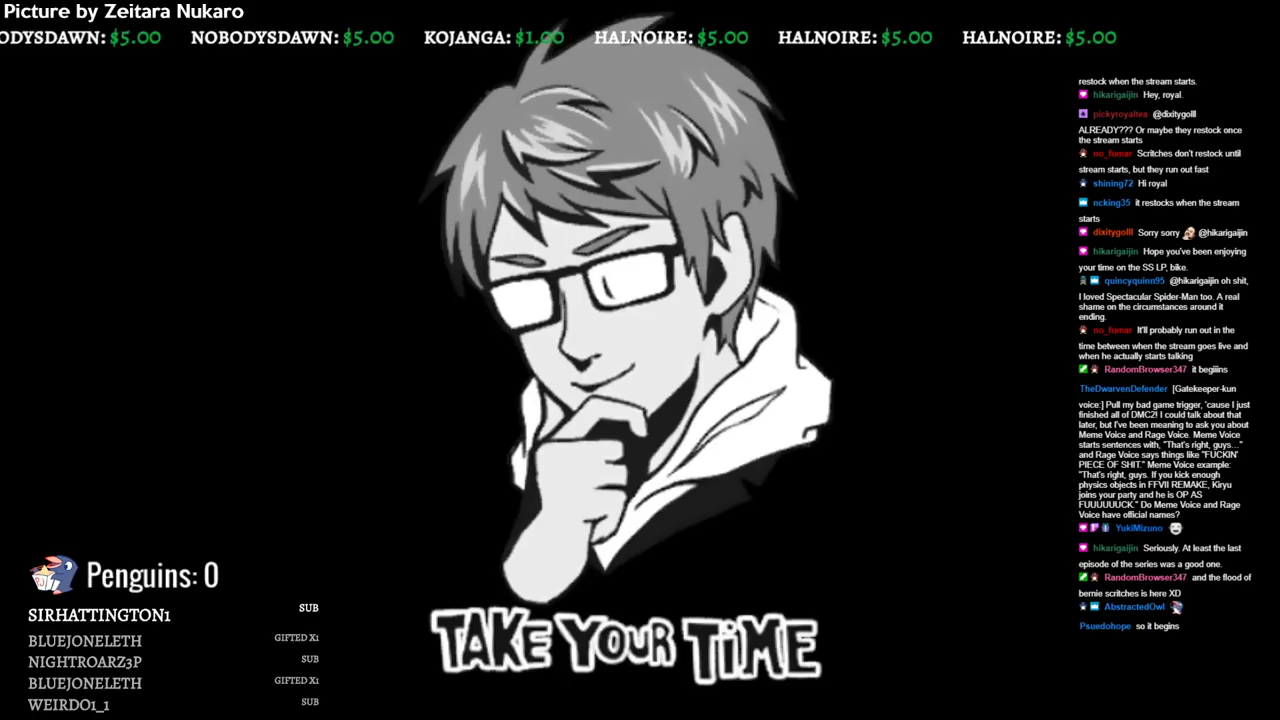 Picture by Zeitara Nukaro
ODYSDAWN: $5.00 NOBODYSDAWN: $5.00 KOJANGA: $1.00 HALNOIRE: $5.00 HALNOIRE: $5.00 HALNOIRE: $5.00
restock when the stream starts.
hikarigaijin Hey, royal.
pickyroyaltea @dixitygolll
ALREADY??? Or maybe they restock once
the stream starts
no_fumar Scritches don't restock until
stream starts, but they run out fast
shining72 Hi royal
ncking35 it restocks when the stream
starts
dixitygolll Sorry sorry @hikarigaijin
hikarigaijin Hope you've been enjoying
your time on the SS LP, bike.
quincyquinn95 @hikarigaijin oh shit,
I loved Spectacular Spider-Man too. A real
shame on the circumstances around it
ending.
no_fumar It'll probably run out in the
time between when the stream goes live and
when he actually starts talking
RandomBrowser347 it begiiins
TheDwarvenDefender [Gatekeeper-kun
voice:] Pull my bad game trigger, 'cause I just
finished all of DMC2! I could talk about that
later, but I've been meaning to ask you about
Meme Voice and Rage Voice. Meme Voice
starts sentences with, "That's right, guys..."
and Rage Voice says things like "FUCKIN'
PIECE OF SHIT." Meme Voice example:
"That's right, guys. If you kick enough
physics objects in FFVII REMAKE, Kiryu
joins your party and he is OP AS
FUUUUUUCK." Do Meme Voice and Rage
Voice have official names?
YukiMizuno
hikarigaijin Seriously. At least the last
episode of the series was a good one.
RandomBrowser347 and the flood of
bernie scritches is here XD
AbstractedOwl
Psuedohope so it begins
Penguins: 0
SIRHATTINGTON1 SUB
BLUEJONELETH GIFTED X1
NIGHTROARZ3P SUB
BLUEJONELETH GIFTED X1
WEIRDO1_1 SUB
TAKE YOUR TiME